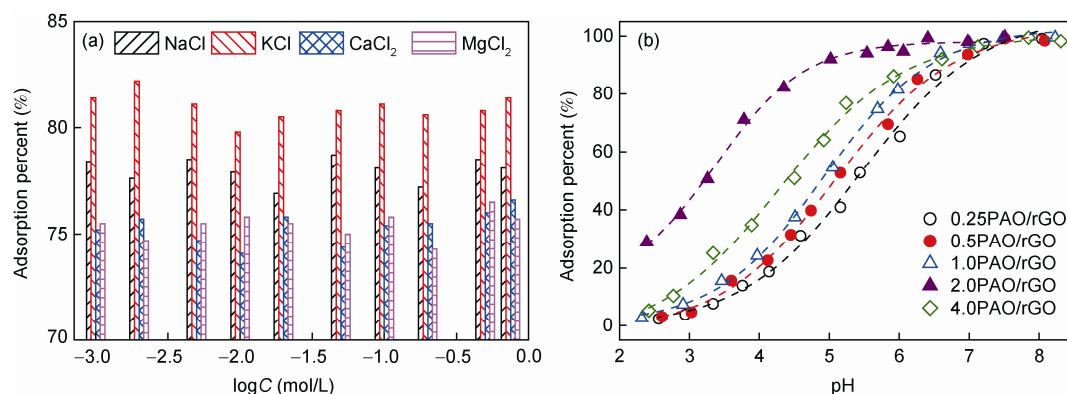 (a)
NaCl KCl CaCl₂ MgCl₂
Adsorption percent (%)
85
80
75
70
−3.0 −2.5 −2.0 −1.5 −1.0 −0.5 0.0
logC (mol/L)
(b)
Adsorption percent (%)
100
80
60
40
20
0
0.25PAO/rGO
0.5PAO/rGO
1.0PAO/rGO
2.0PAO/rGO
4.0PAO/rGO
2 3 4 5 6 7 8
pH